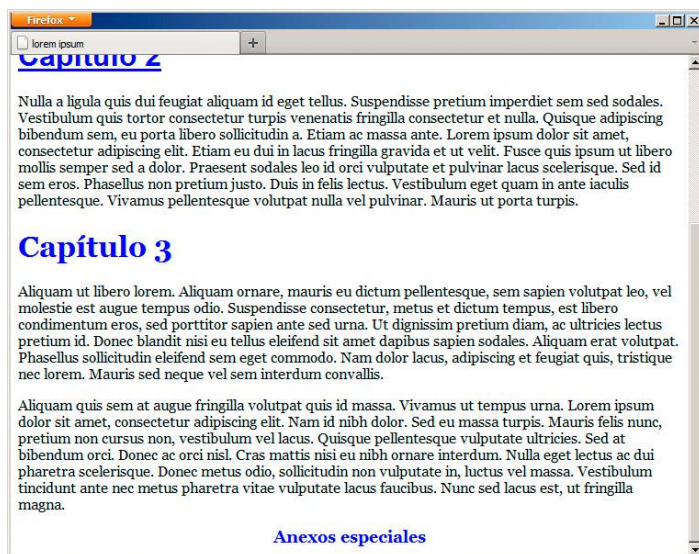 Firefox
lorem ipsum
Capítulo 2
Nulla a ligula quis dui feugiat aliquam id eget tellus. Suspendisse pretium imperdiet sem sed sodales.
Vestibulum quis tortor consectetur turpis venenatis fringilla consectetur et nulla. Quisque adipiscing
bibendum sem, eu porta libero sollicitudin a. Etiam ac massa ante. Lorem ipsum dolor sit amet,
consectetur adipiscing elit. Etiam eu dui in lacus fringilla gravida et ut velit. Fusce quis ipsum ut libero
mollis semper sed a dolor. Praesent sodales leo id orci vulputate et pulvinar lacus scelerisque. Sed id
sem eros. Phasellus non pretium justo. Duis in felis lectus. Vestibulum eget quam in ante iaculis
pellentesque. Vivamus pellentesque volutpat nulla vel pulvinar. Mauris ut porta turpis.
Capítulo 3
Aliquam ut libero lorem. Aliquam ornare, mauris eu dictum pellentesque, sem sapien volutpat leo, vel
molestie est augue tempus odio. Suspendisse consectetur, metus et dictum tempus, est libero
condimentum eros, sed porttitor sapien ante sed urna. Ut dignissim pretium diam, ac ultricies lectus
pretium id. Donec blandit nisi eu tellus eleifend sit amet dapibus sapien sodales. Aliquam erat volutpat.
Phasellus sollicitudin eleifend sem eget commodo. Nam dolor lacus, adipiscing et feugiat quis, tristique
nec lorem. Mauris sed neque vel sem interdum convallis.
Aliquam quis sem at augue fringilla volutpat quis id massa. Vivamus ut tempus urna. Lorem ipsum
dolor sit amet, consectetur adipiscing elit. Nam id nibh dolor. Sed eu massa turpis. Mauris felis nunc,
pretium non cursus non, vestibulum vel lacus. Quisque pellentesque vulputate ultricies. Sed at
bibendum orci. Donec ac orci nisl. Cras mattis nisi eu nibh ornare interdum. Nulla eget lectus ac dui
pharetra scelerisque. Donec metus odio, sollicitudin non vulputate in, luctus vel massa. Vestibulum
tincidunt ante nec metus pharetra vitae vulputate lacus faucibus. Nunc sed lacus est, ut fringilla
magna.
Anexos especiales